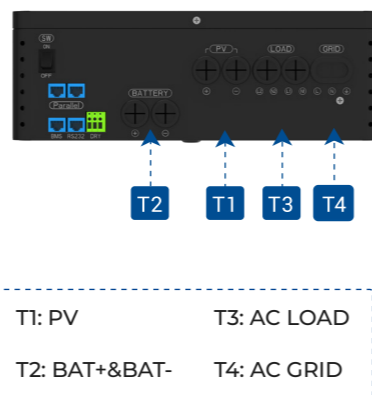 SW
ON
OFF
PV
LOAD
GRID
BATTERY
Parallel
BMS RS232 DRY
T2 T1 T3 T4
T1: PV T3: AC LOAD
T2: BAT+&BAT- T4: AC GRID